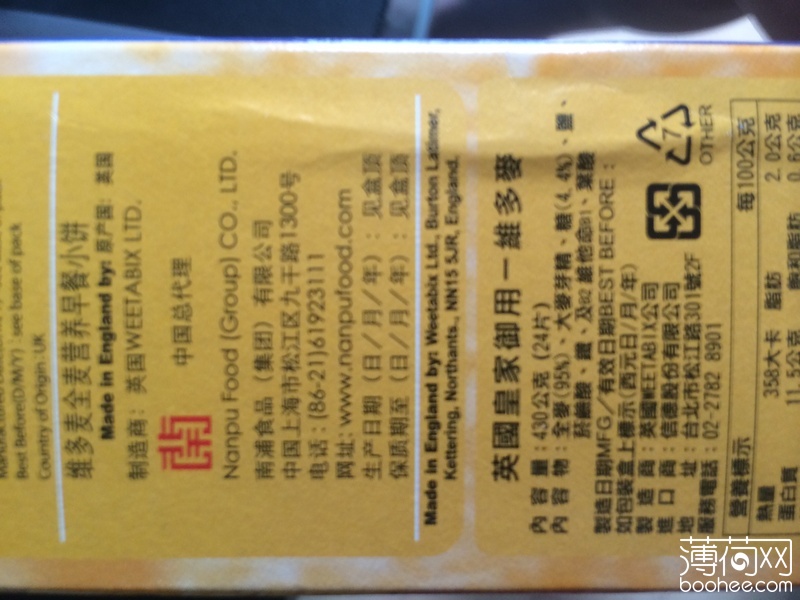 Best Before(D/M/Y) : see base of pack
Country of Origin : UK
维多麦全麦营养早餐小饼
Made in England by: 原产国: 英国
制造商: 英国WEETABIX LTD.
中国总代理
Nanpu Food (Group) CO., LTD.
南浦食品（集团）有限公司
中国上海市松江区九干路1300号
电话: (86-21)61923111
网址: www.nanpufood.com
生产日期（日/月/年）: 见盒顶
保质期至（日/月/年）: 见盒顶
Made in England by: Weetabix Ltd., Burton Latimer,
Kettering, Northants. NN15 5JR, England.
英國皇家御用－維多麥
內容量:430公克(24片)
內容物:全麥(95%)、大麥芽精、糖(4.4%)、鹽、
菸鹼酸、鐵、及B2 維他命B1、葉酸
製造日期MFG／有效日期BEST BEFORE:
如包裝盒上標示(西元日/月/年)
製造商:英國WEETABIX公司
進口商:信德股份有限公司
地址:台北市松江路301號2F
服務電話:02-2782 8901
7
OTHER
營養標示 每100公克
熱量 358大卡 脂肪 2.0公克
蛋白質 11.5公克 飽和脂肪 0.6公克
薄荷网
boohee.com